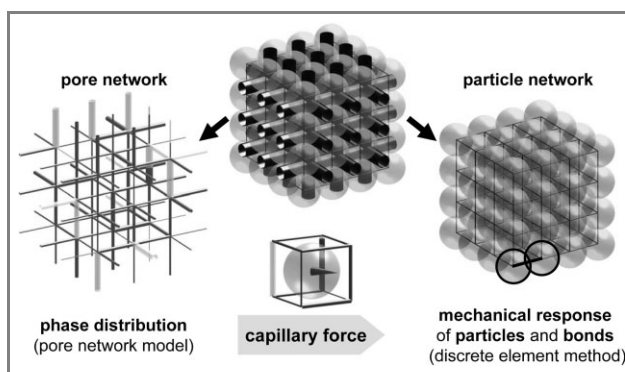 pore network
particle network
phase distribution
(pore network model)
capillary force
mechanical response
of particles and bonds
(discrete element method)